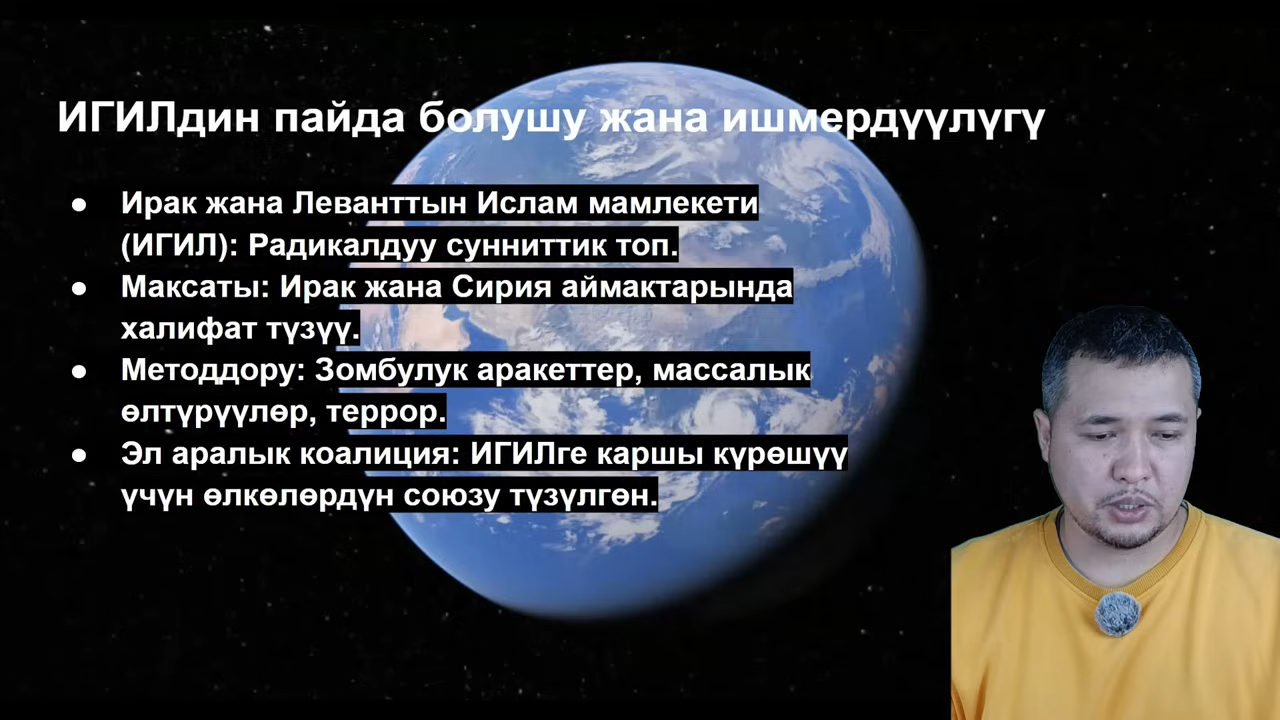 ИГИЛдин пайда болушу жана ишмердүүлүгү
● Ирак жана Леванттын Ислам мамлекети
(ИГИЛ): Радикалдуу сунниттик топ.
● Максаты: Ирак жана Сирия аймактарында
халифат түзүү.
● Методдору: Зомбулук аракеттер, массалык
өлтүрүүлөр, террор.
● Эл аралык коалиция: ИГИЛге каршы күрөшүү
үчүн өлкөлөрдүн союзу түзүлгөн.